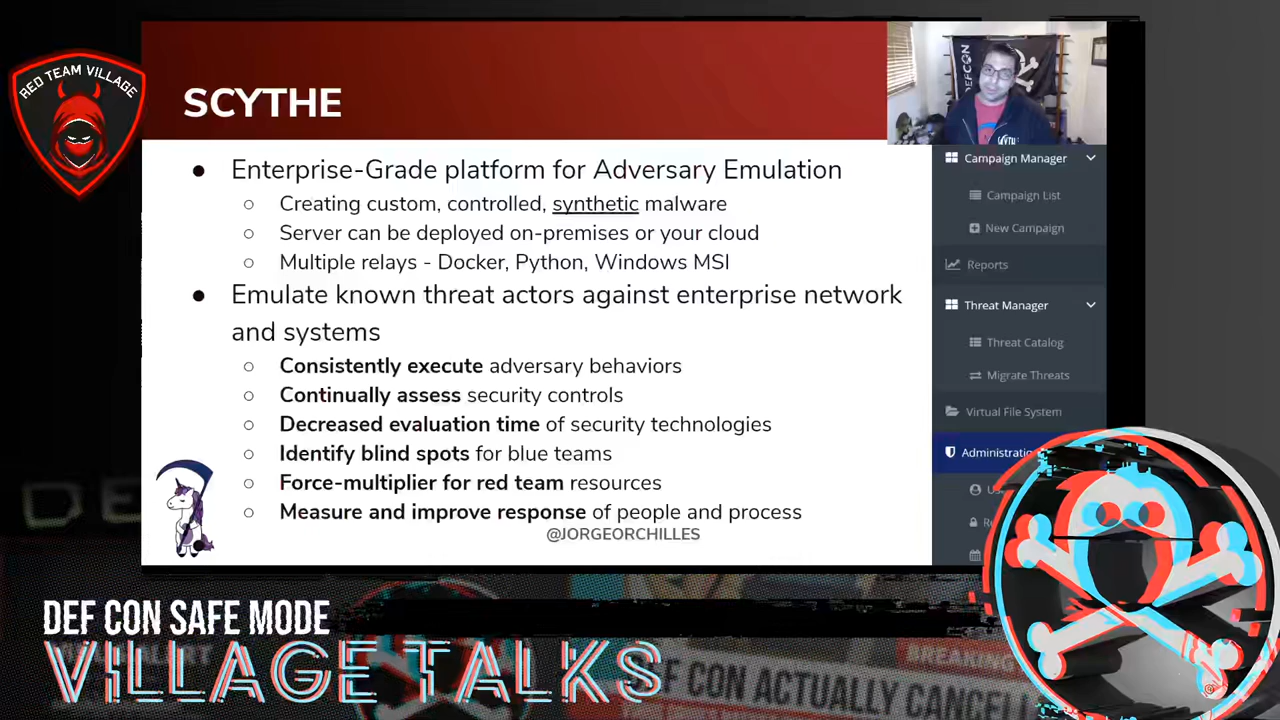 RED TEAM VILLAGE
SCYTHE
DEFCON
● Enterprise-Grade platform for Adversary Emulation
○ Creating custom, controlled, synthetic malware
○ Server can be deployed on-premises or your cloud
○ Multiple relays - Docker, Python, Windows MSI
● Emulate known threat actors against enterprise network
and systems
○ Consistently execute adversary behaviors
○ Continually assess security controls
○ Decreased evaluation time of security technologies
○ Identify blind spots for blue teams
○ Force-multiplier for red team resources
○ Measure and improve response of people and process
@JORGEORCHILLES
Campaign Manager
Campaign List
New Campaign
Reports
Threat Manager
Threat Catalog
Migrate Threats
Virtual File System
Administratio
DEF CON SAFE MODE
VILLAGE TALKS
BREAKING
DEF CON ACTUALLY CANCEL